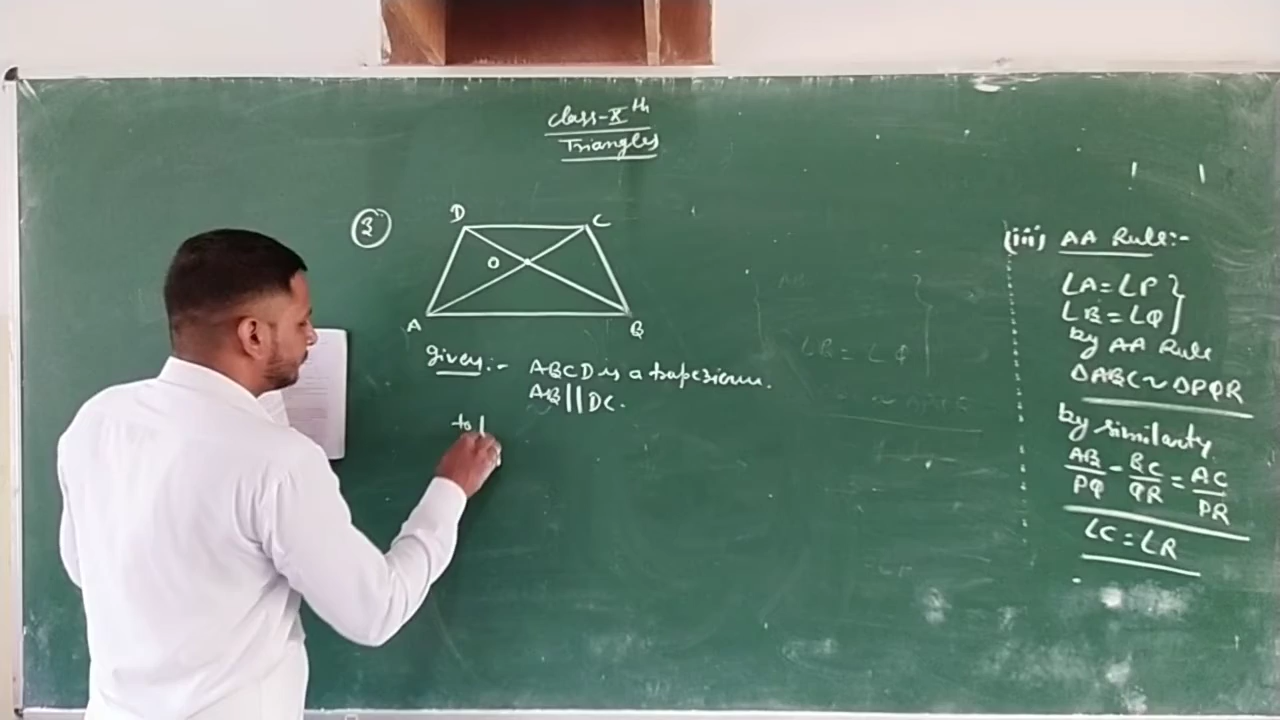 Class-Xth
Triangles
3
D C
O
A B
Given:- ABCD is a trapezium.
AB||DC.
to
(iii) AA Rule:-
∠A=∠P
∠B=∠Q
by AA Rule
ΔABC~ΔPQR
by similarity
AB/PQ = BC/QR = AC/PR
∠C=∠R
∠B = ∠Q